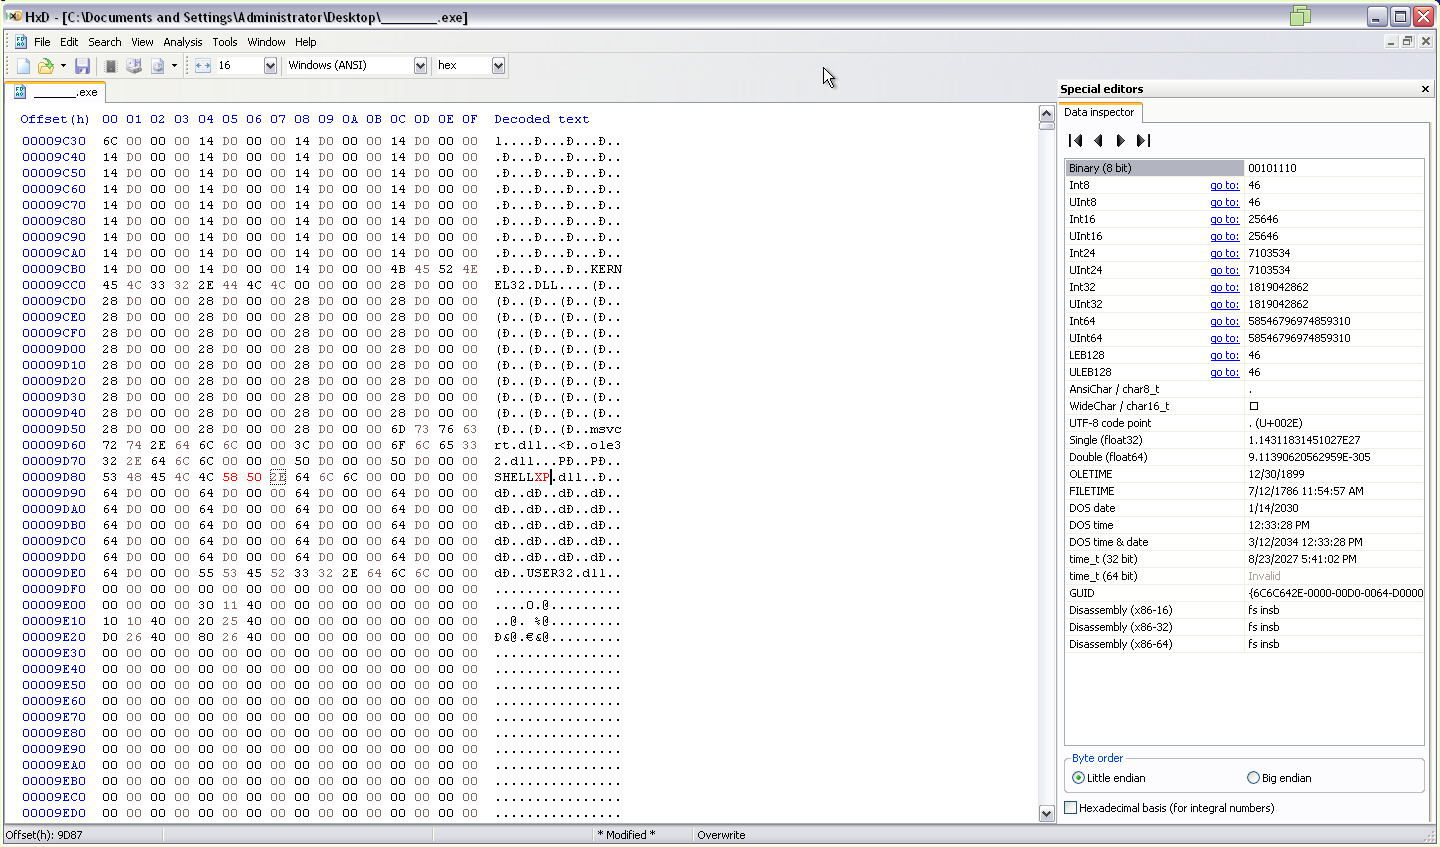 HxD - [C:\Documents and Settings\Administrator\Desktop\________.exe]
File Edit Search View Analysis Tools Window Help
16 Windows (ANSI) hex
______.exe
Offset(h) 00 01 02 03 04 05 06 07 08 09 0A 0B 0C 0D 0E 0F Decoded text
00009C30 6C 00 00 00 14 D0 00 00 14 D0 00 00 14 D0 00 00 l....Ð...Ð...Ð..
00009C40 14 D0 00 00 14 D0 00 00 14 D0 00 00 14 D0 00 00 .Ð...Ð...Ð...Ð..
00009C50 14 D0 00 00 14 D0 00 00 14 D0 00 00 14 D0 00 00 .Ð...Ð...Ð...Ð..
00009C60 14 D0 00 00 14 D0 00 00 14 D0 00 00 14 D0 00 00 .Ð...Ð...Ð...Ð..
00009C70 14 D0 00 00 14 D0 00 00 14 D0 00 00 14 D0 00 00 .Ð...Ð...Ð...Ð..
00009C80 14 D0 00 00 14 D0 00 00 14 D0 00 00 14 D0 00 00 .Ð...Ð...Ð...Ð..
00009C90 14 D0 00 00 14 D0 00 00 14 D0 00 00 14 D0 00 00 .Ð...Ð...Ð...Ð..
00009CA0 14 D0 00 00 14 D0 00 00 14 D0 00 00 14 D0 00 00 .Ð...Ð...Ð...Ð..
00009CB0 14 D0 00 00 14 D0 00 00 14 D0 00 00 4B 45 52 4E .Ð...Ð...Ð..KERN
00009CC0 45 4C 33 32 2E 44 4C 4C 00 00 00 00 28 D0 00 00 EL32.DLL....(Ð..
00009CD0 28 D0 00 00 28 D0 00 00 28 D0 00 00 28 D0 00 00 (Ð..(Ð..(Ð..(Ð..
00009CE0 28 D0 00 00 28 D0 00 00 28 D0 00 00 28 D0 00 00 (Ð..(Ð..(Ð..(Ð..
00009CF0 28 D0 00 00 28 D0 00 00 28 D0 00 00 28 D0 00 00 (Ð..(Ð..(Ð..(Ð..
00009D00 28 D0 00 00 28 D0 00 00 28 D0 00 00 28 D0 00 00 (Ð..(Ð..(Ð..(Ð..
00009D10 28 D0 00 00 28 D0 00 00 28 D0 00 00 28 D0 00 00 (Ð..(Ð..(Ð..(Ð..
00009D20 28 D0 00 00 28 D0 00 00 28 D0 00 00 28 D0 00 00 (Ð..(Ð..(Ð..(Ð..
00009D30 28 D0 00 00 28 D0 00 00 28 D0 00 00 28 D0 00 00 (Ð..(Ð..(Ð..(Ð..
00009D40 28 D0 00 00 28 D0 00 00 28 D0 00 00 28 D0 00 00 (Ð..(Ð..(Ð..(Ð..
00009D50 28 D0 00 00 28 D0 00 00 28 D0 00 00 6D 73 76 63 (Ð..(Ð..(Ð..msvc
00009D60 72 74 2E 64 6C 6C 00 00 3C D0 00 00 6F 6C 65 33 rt.dll..<Ð..ole3
00009D70 32 2E 64 6C 6C 00 00 00 50 D0 00 00 50 D0 00 00 2.dll...PÐ..PÐ..
00009D80 53 48 45 4C 4C 58 50 2E 64 6C 6C 00 00 D0 00 00 SHELLXP.dll..Ð..
00009D90 64 D0 00 00 64 D0 00 00 64 D0 00 00 64 D0 00 00 dÐ..dÐ..dÐ..dÐ..
00009DA0 64 D0 00 00 64 D0 00 00 64 D0 00 00 64 D0 00 00 dÐ..dÐ..dÐ..dÐ..
00009DB0 64 D0 00 00 64 D0 00 00 64 D0 00 00 64 D0 00 00 dÐ..dÐ..dÐ..dÐ..
00009DC0 64 D0 00 00 64 D0 00 00 64 D0 00 00 64 D0 00 00 dÐ..dÐ..dÐ..dÐ..
00009DD0 64 D0 00 00 64 D0 00 00 64 D0 00 00 64 D0 00 00 dÐ..dÐ..dÐ..dÐ..
00009DE0 64 D0 00 00 55 53 45 52 33 32 2E 64 6C 6C 00 00 dÐ..USER32.dll..
00009DF0 00 00 00 00 00 00 00 00 00 00 00 00 00 00 00 00 ................
00009E00 00 00 00 00 30 11 40 00 00 00 00 00 00 00 00 00 ....0.@.........
00009E10 10 10 40 00 20 25 40 00 00 00 00 00 00 00 00 00 ..@. %@.........
00009E20 D0 26 40 00 80 26 40 00 00 00 00 00 00 00 00 00 Ð&@.€&@.........
00009E30 00 00 00 00 00 00 00 00 00 00 00 00 00 00 00 00 ................
00009E40 00 00 00 00 00 00 00 00 00 00 00 00 00 00 00 00 ................
00009E50 00 00 00 00 00 00 00 00 00 00 00 00 00 00 00 00 ................
00009E60 00 00 00 00 00 00 00 00 00 00 00 00 00 00 00 00 ................
00009E70 00 00 00 00 00 00 00 00 00 00 00 00 00 00 00 00 ................
00009E80 00 00 00 00 00 00 00 00 00 00 00 00 00 00 00 00 ................
00009E90 00 00 00 00 00 00 00 00 00 00 00 00 00 00 00 00 ................
00009EA0 00 00 00 00 00 00 00 00 00 00 00 00 00 00 00 00 ................
00009EB0 00 00 00 00 00 00 00 00 00 00 00 00 00 00 00 00 ................
00009EC0 00 00 00 00 00 00 00 00 00 00 00 00 00 00 00 00 ................
00009ED0 00 00 00 00 00 00 00 00 00 00 00 00 00 00 00 00 ................
Special editors
Data inspector
Binary (8 bit) 00101110
Int8 go to: 46
UInt8 go to: 46
Int16 go to: 25646
UInt16 go to: 25646
Int24 go to: 7103534
UInt24 go to: 7103534
Int32 go to: 1819042862
UInt32 go to: 1819042862
Int64 go to: 58546796974859310
UInt64 go to: 58546796974859310
LEB128 go to: 46
ULEB128 go to: 46
AnsiChar / char8_t .
WideChar / char16_t □
UTF-8 code point . (U+002E)
Single (float32) 1.14311831451027E27
Double (float64) 9.11390620562959E-305
OLETIME 12/30/1899
FILETIME 7/12/1786 11:54:57 AM
DOS date 1/14/2030
DOS time 12:33:28 PM
DOS time & date 3/12/2034 12:33:28 PM
time_t (32 bit) 8/23/2027 5:41:02 PM
time_t (64 bit) Invalid
GUID {6C6C642E-0000-00D0-0064-D0000
Disassembly (x86-16) fs insb
Disassembly (x86-32) fs insb
Disassembly (x86-64) fs insb
Byte order
Little endian Big endian
Hexadecimal basis (for integral numbers)
Offset(h): 9D87 * Modified * Overwrite